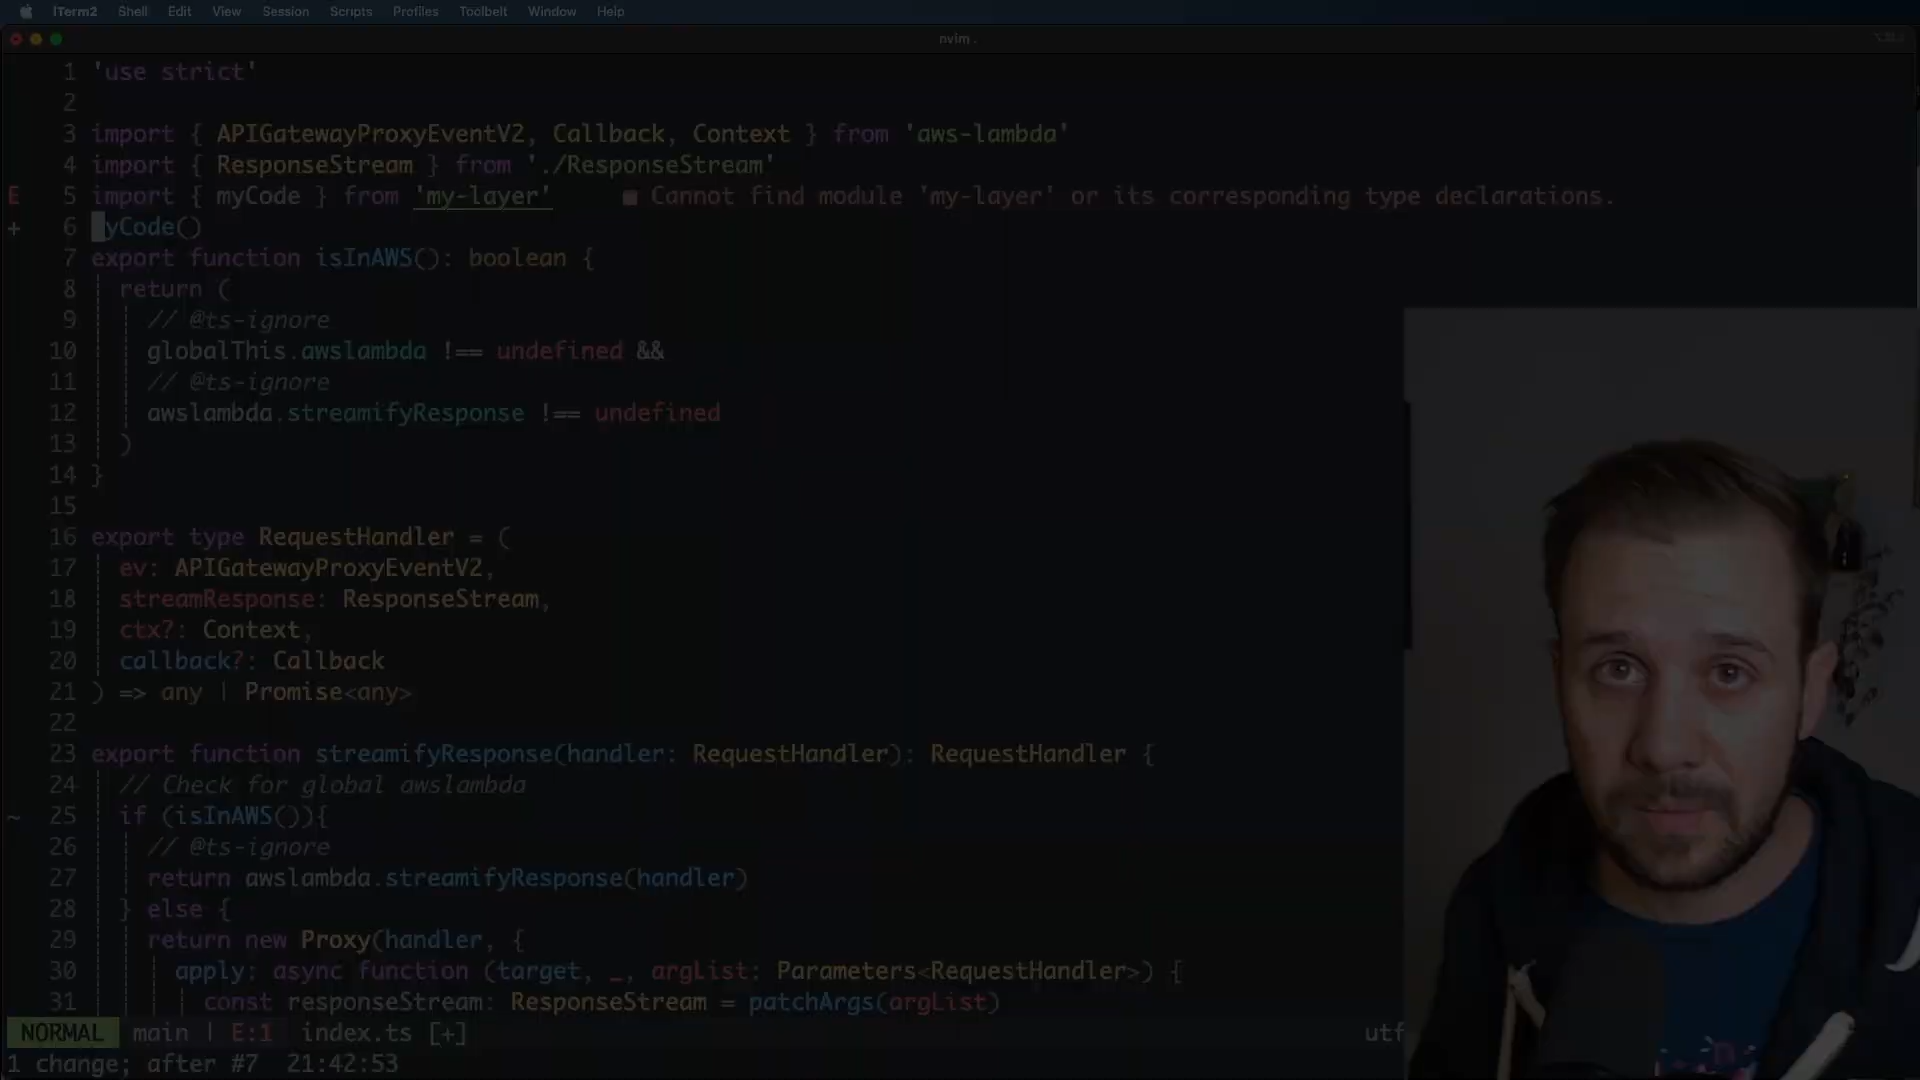 iTerm2 Shell Edit View Session Scripts Profiles Toolbelt Window Help
nvim .
1 'use strict'
2
3 import { APIGatewayProxyEventV2, Callback, Context } from 'aws-lambda'
4 import { ResponseStream } from './ResponseStream'
E 5 import { myCode } from 'my-layer' ■ Cannot find module 'my-layer' or its corresponding type declarations.
+ 6 yCode()
7 export function isInAWS(): boolean {
8 return (
9 // @ts-ignore
10 globalThis.awslambda !== undefined &&
11 // @ts-ignore
12 awslambda.streamifyResponse !== undefined
13 )
14 }
15
16 export type RequestHandler = (
17 ev: APIGatewayProxyEventV2,
18 streamResponse: ResponseStream,
19 ctx?: Context,
20 callback?: Callback
21 ) => any | Promise<any>
22
23 export function streamifyResponse(handler: RequestHandler): RequestHandler {
24 // Check for global awslambda
~ 25 if (isInAWS()){
26 // @ts-ignore
27 return awslambda.streamifyResponse(handler)
28 } else {
29 return new Proxy(handler, {
30 apply: async function (target, _, argList: Parameters<RequestHandler>) {
31 const responseStream: ResponseStream = patchArgs(argList)
NORMAL main | E:1 index.ts [+] utf
1 change; after #7 21:42:53